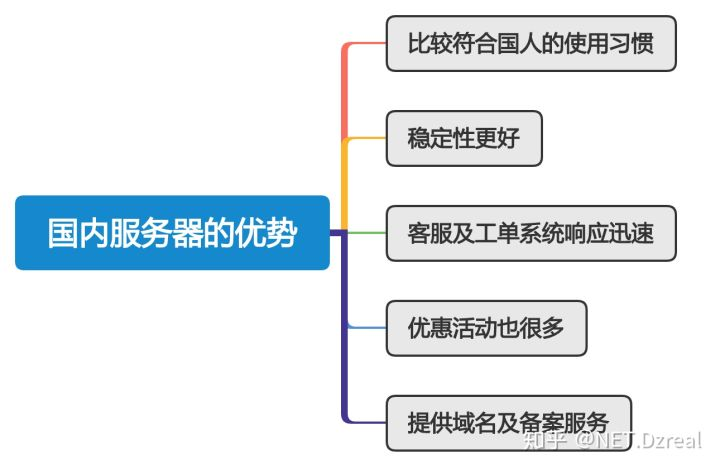 比较符合国人的使用习惯
稳定性更好
国内服务器的优势
客服及工单系统响应迅速
优惠活动也很多
提供域名及备案服务
知乎 @NET.Dzreal